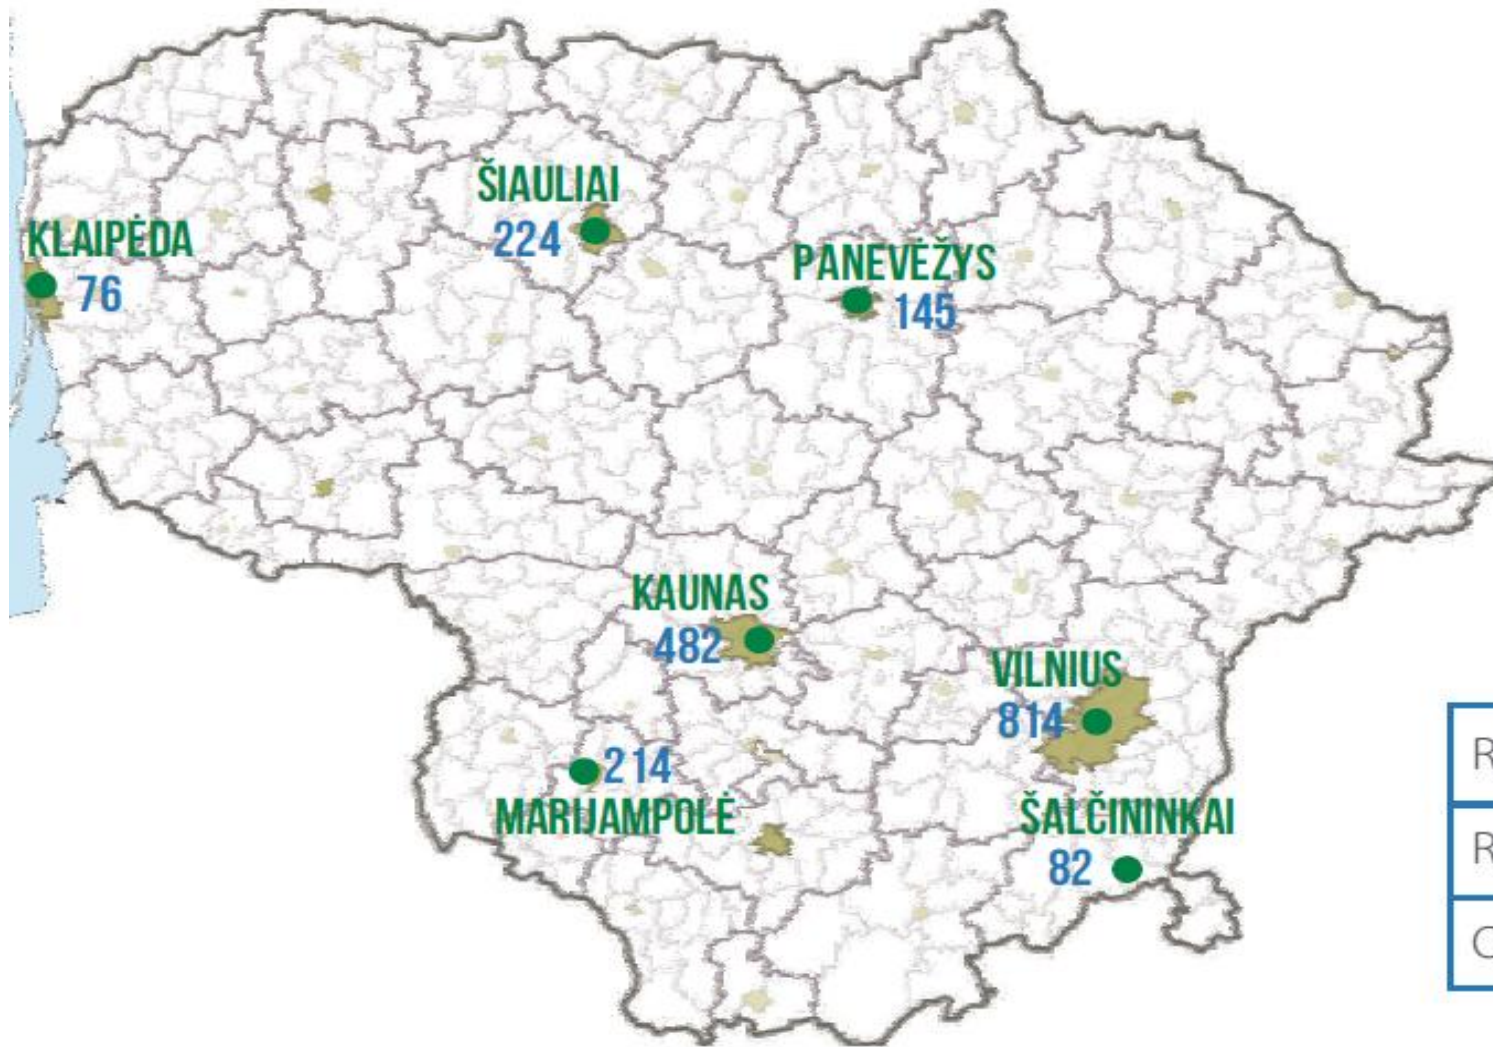 ŠIAULIAI
224
KLAIPĖDA
76
PANEVĖŽYS
145
KAUNAS
482
VILNIUS
814
214
MARIJAMPOLĖ
ŠALČININKAI
82
R
R